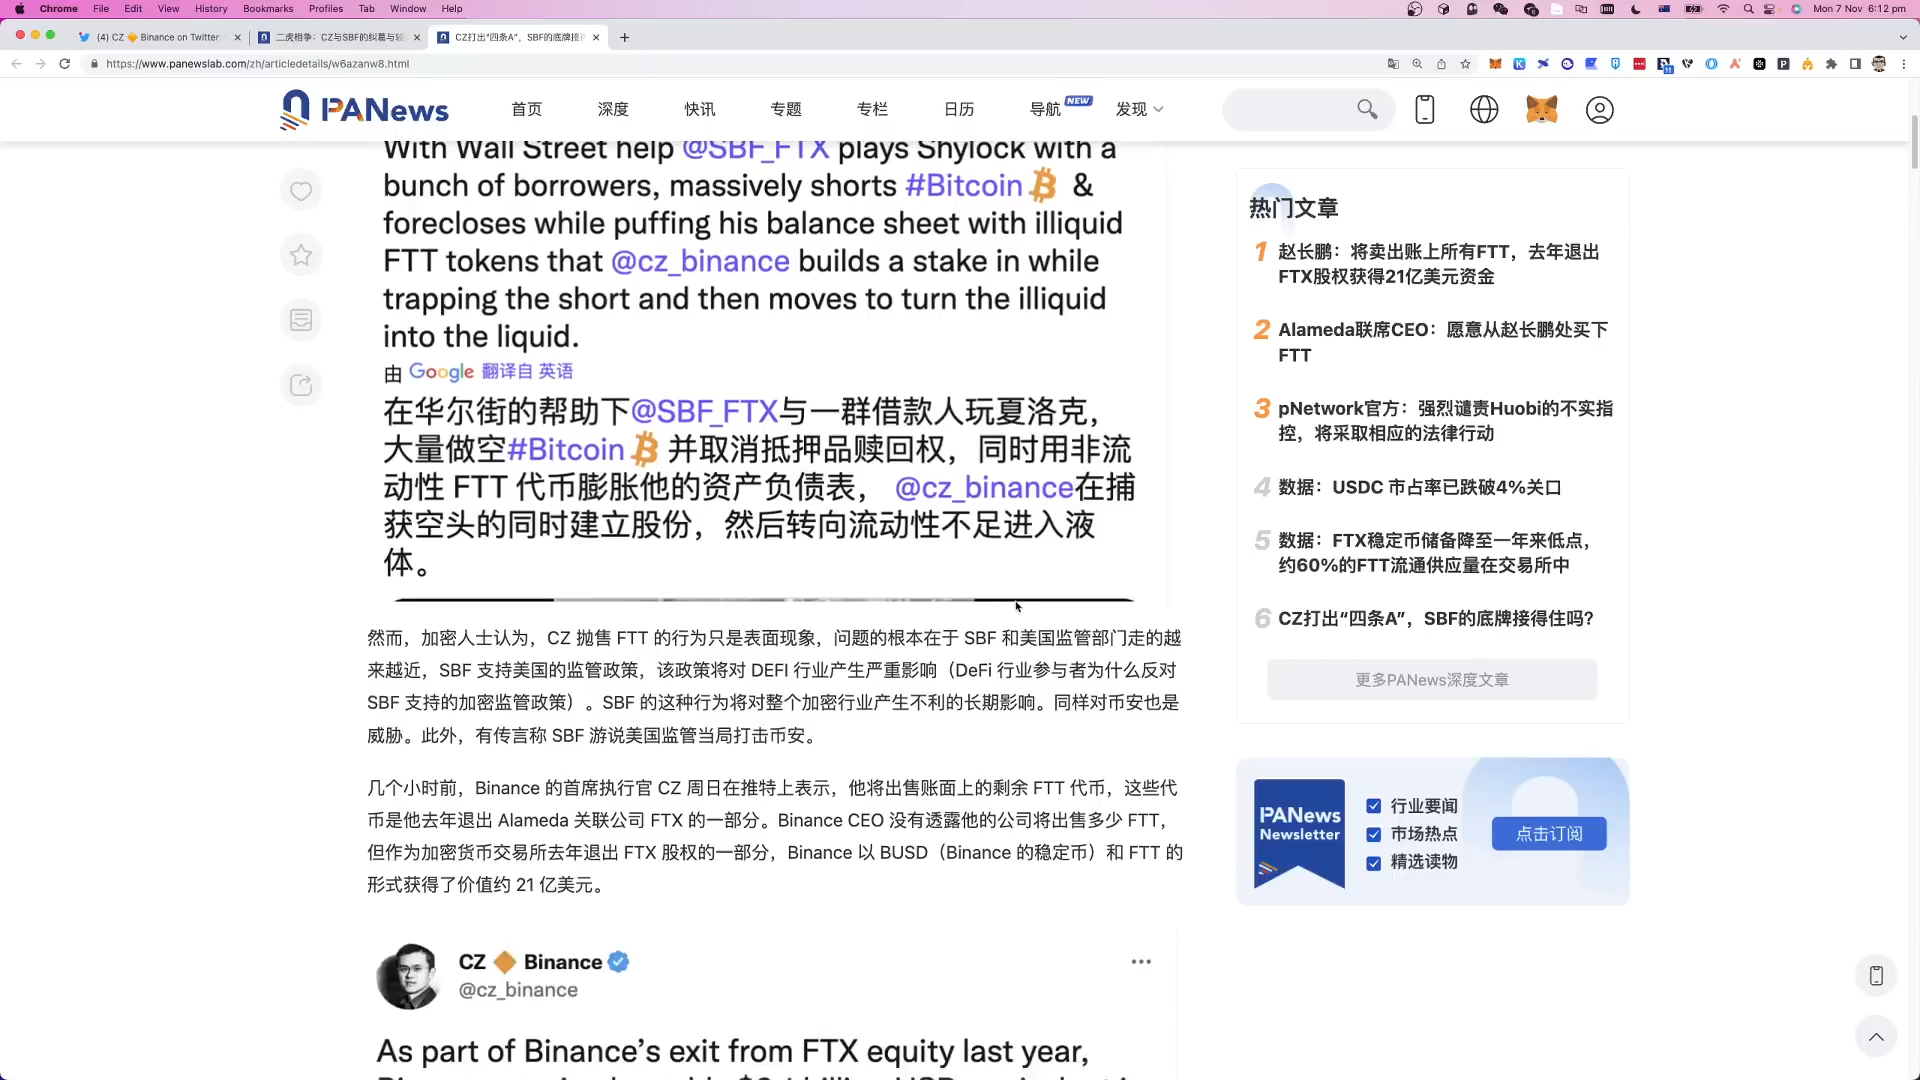 Chrome File Edit View History Bookmarks Profiles Tab Window Help
Mon 7 Nov 6:12 pm
(4) CZ 🔶 Binance on Twitter:
二虎相争：CZ与SBF的纠葛与较
CZ打出“四条A”，SBF的底牌接得
https://www.panewslab.com/zh/articledetails/w6azanw8.html
PANews
首页 深度 快讯 专题 专栏 日历 导航 NEW 发现
With Wall Street help @SBF_FTX plays Shylock with a
bunch of borrowers, massively shorts #Bitcoin &
forecloses while puffing his balance sheet with illiquid
FTT tokens that @cz_binance builds a stake in while
trapping the short and then moves to turn the illiquid
into the liquid.
由 Google 翻译自 英语
在华尔街的帮助下@SBF_FTX与一群借款人玩夏洛克，
大量做空#Bitcoin 并取消抵押品赎回权，同时用非流
动性 FTT 代币膨胀他的资产负债表， @cz_binance在捕
获空头的同时建立股份，然后转向流动性不足进入液
体。
然而，加密人士认为，CZ 抛售 FTT 的行为只是表面现象，问题的根本在于 SBF 和美国监管部门走的越
来越近，SBF 支持美国的监管政策，该政策将对 DEFI 行业产生严重影响（DeFi 行业参与者为什么反对
SBF 支持的加密监管政策）。SBF 的这种行为将对整个加密行业产生不利的长期影响。同样对币安也是
威胁。此外，有传言称 SBF 游说美国监管当局打击币安。
几个小时前，Binance 的首席执行官 CZ 周日在推特上表示，他将出售账面上的剩余 FTT 代币，这些代
币是他去年退出 Alameda 关联公司 FTX 的一部分。Binance CEO 没有透露他的公司将出售多少 FTT，
但作为加密货币交易所去年退出 FTX 股权的一部分，Binance 以 BUSD（Binance 的稳定币）和 FTT 的
形式获得了价值约 21 亿美元。
CZ 🔶 Binance
@cz_binance
As part of Binance’s exit from FTX equity last year,
热门文章
1 赵长鹏：将卖出账上所有FTT，去年退出
FTX股权获得21亿美元资金
2 Alameda联席CEO：愿意从赵长鹏处买下
FTT
3 pNetwork官方：强烈谴责Huobi的不实指
控，将采取相应的法律行动
4 数据：USDC 市占率已跌破4%关口
5 数据：FTX稳定币储备降至一年来低点，
约60%的FTT流通供应量在交易所中
6 CZ打出“四条A”，SBF的底牌接得住吗？
更多PANews深度文章
PANews
Newsletter
行业要闻
市场热点
精选读物
点击订阅